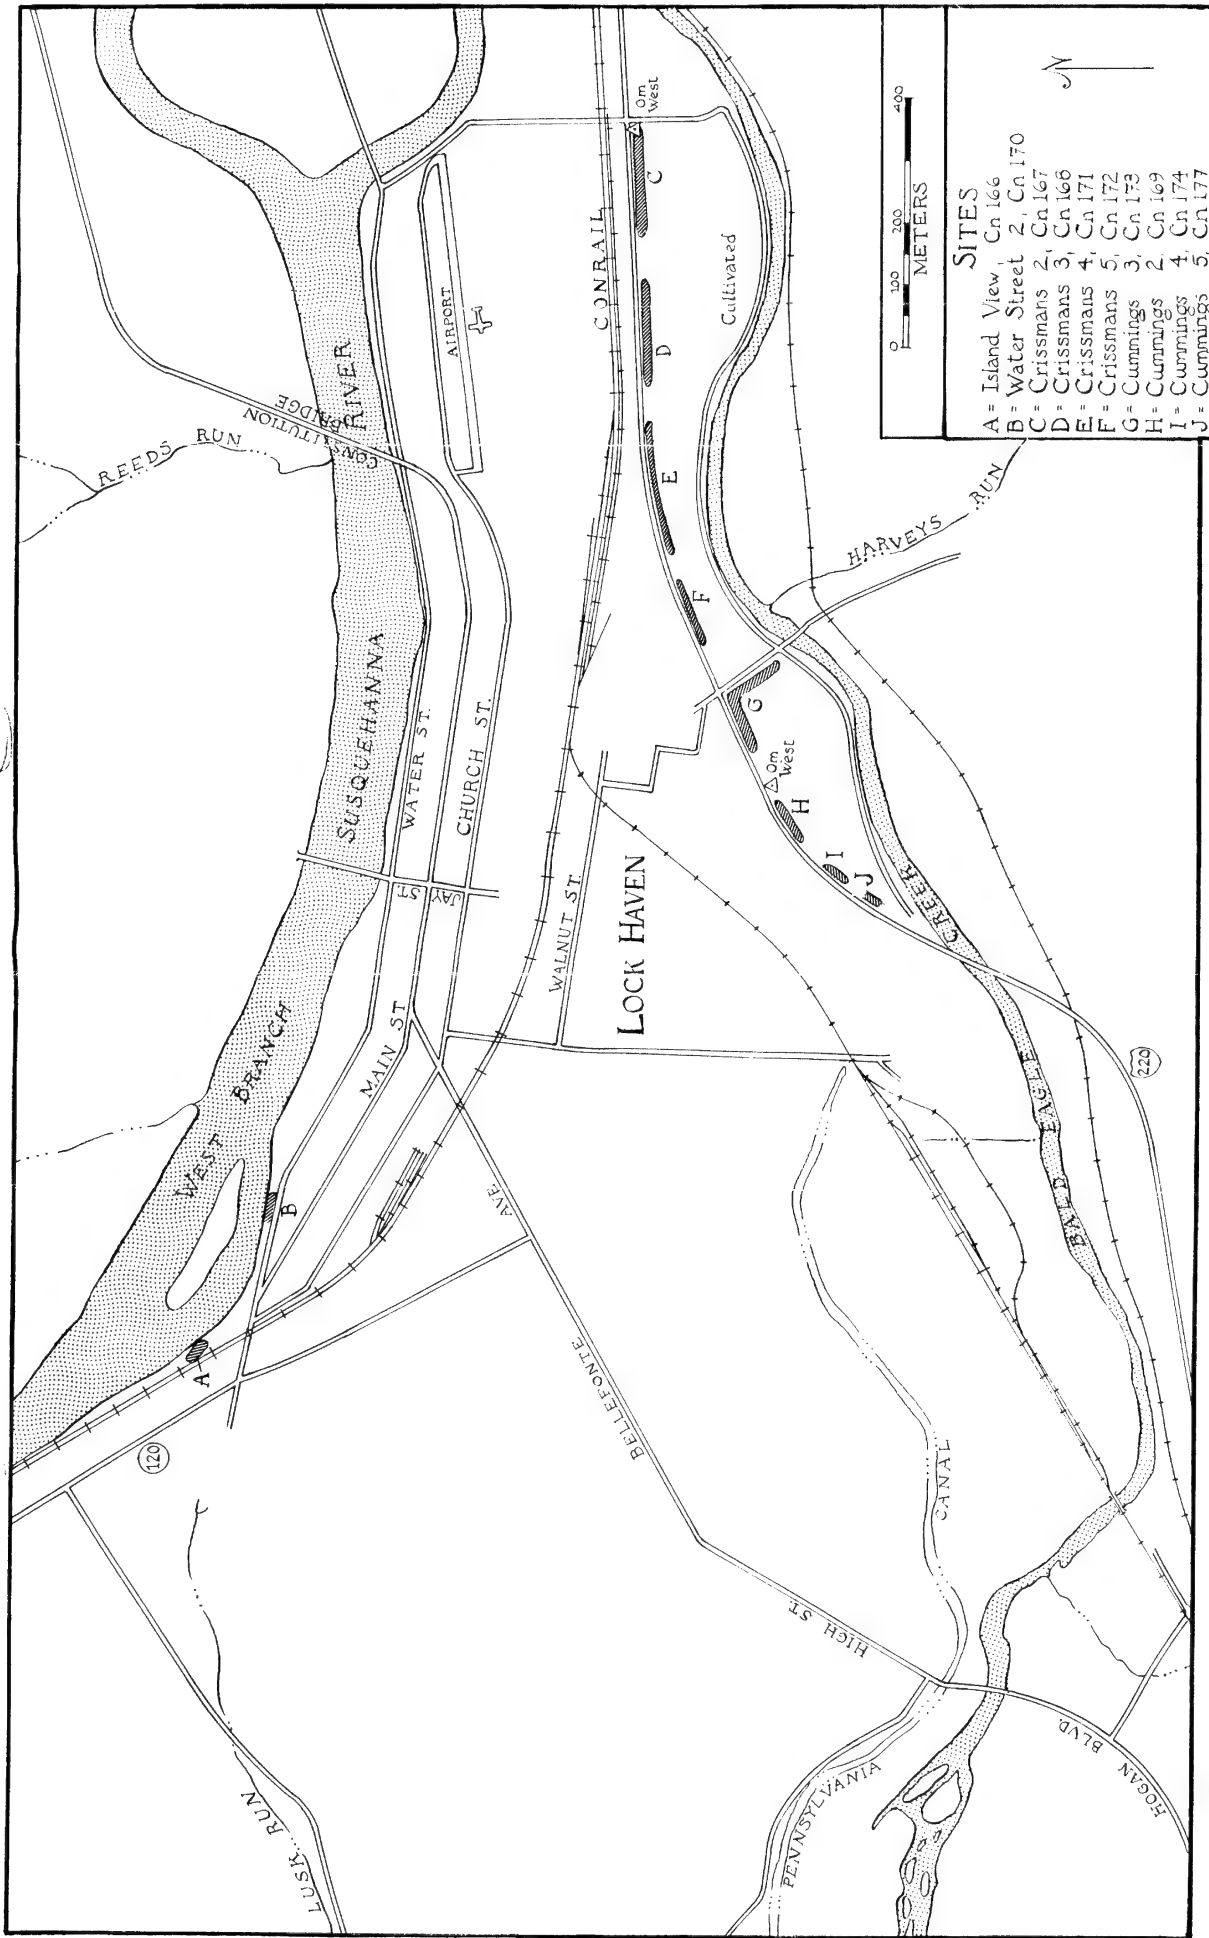 REEDS RUN
CONSTITUTION
BRIDGE
WEST BRANCH SUSQUEHANNA RIVER
AIRPORT
WATER ST.
CHURCH ST.
MAIN ST
JAY
ST.
CONRAIL
0m
West
WALNUT ST.
LOCK HAVEN
A
B
C
D
E
F
G
0m
West
H
I
J
Cultivated
HARVEYS RUN
BALD EAGLE CREEK
220
120
BELLEFONTE AVE.
HIGH ST.
LUSK RUN
PENNSYLVANIA CANAL
HOGAN BLVD.
0 100 200 400
METERS
N
SITES
A = Island View, Cn 166
B = Water Street 2, Cn 170
C = Crissmans 2, Cn 167
D = Crissmans 3, Cn 168
E = Crissmans 4, Cn 171
F = Crissmans 5, Cn 172
G = Cummings 3, Cn 173
H = Cummings 2, Cn 169
I = Cummings 4, Cn 174
J = Cummings 5, Cn 177